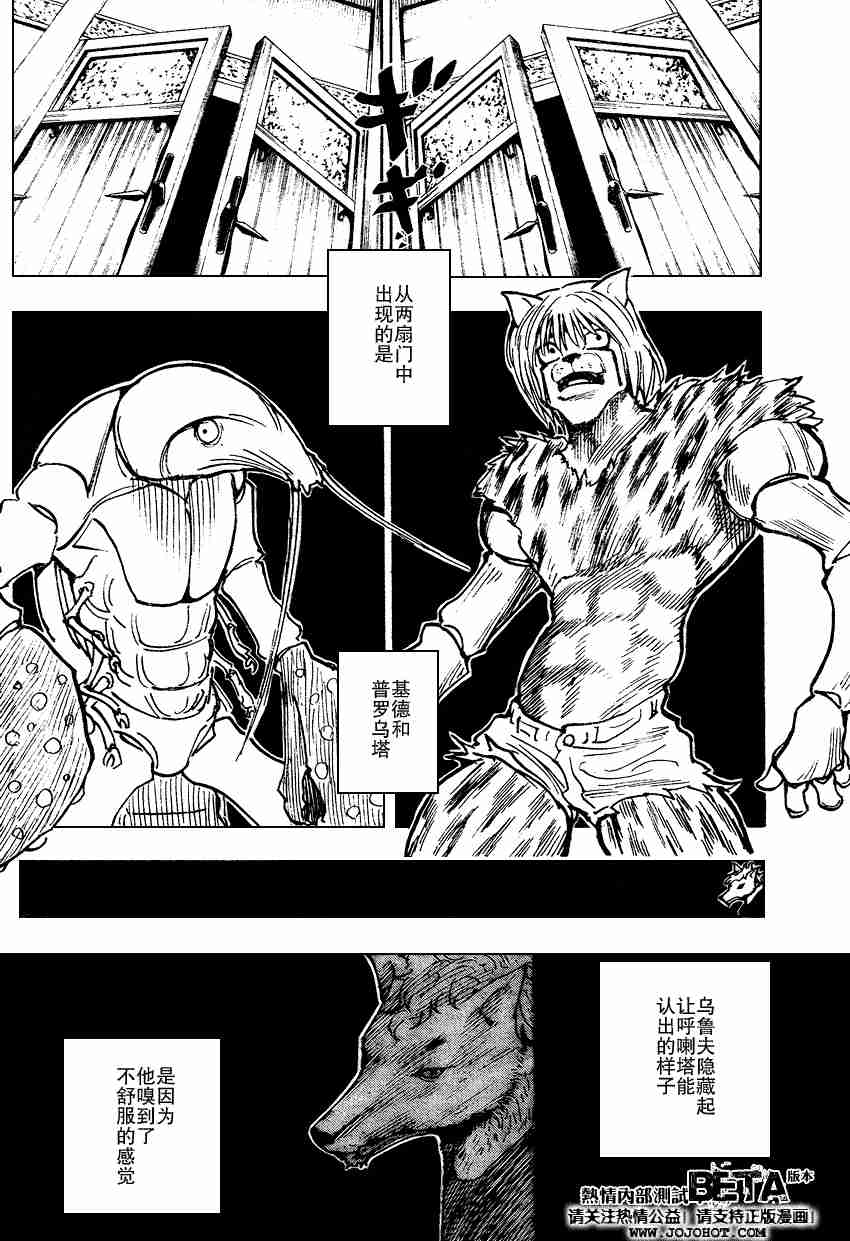 ギギ
从两扇门中
出现的是
基德和
普罗乌塔
乌鲁夫隐藏起
让呼喇塔能
认出的样子
是因为
他嗅到了
不舒服的感觉
熱情內部測試BETA版本
请关注热情公益！请支持正版漫画！
WWW.JOJOHOT.COM